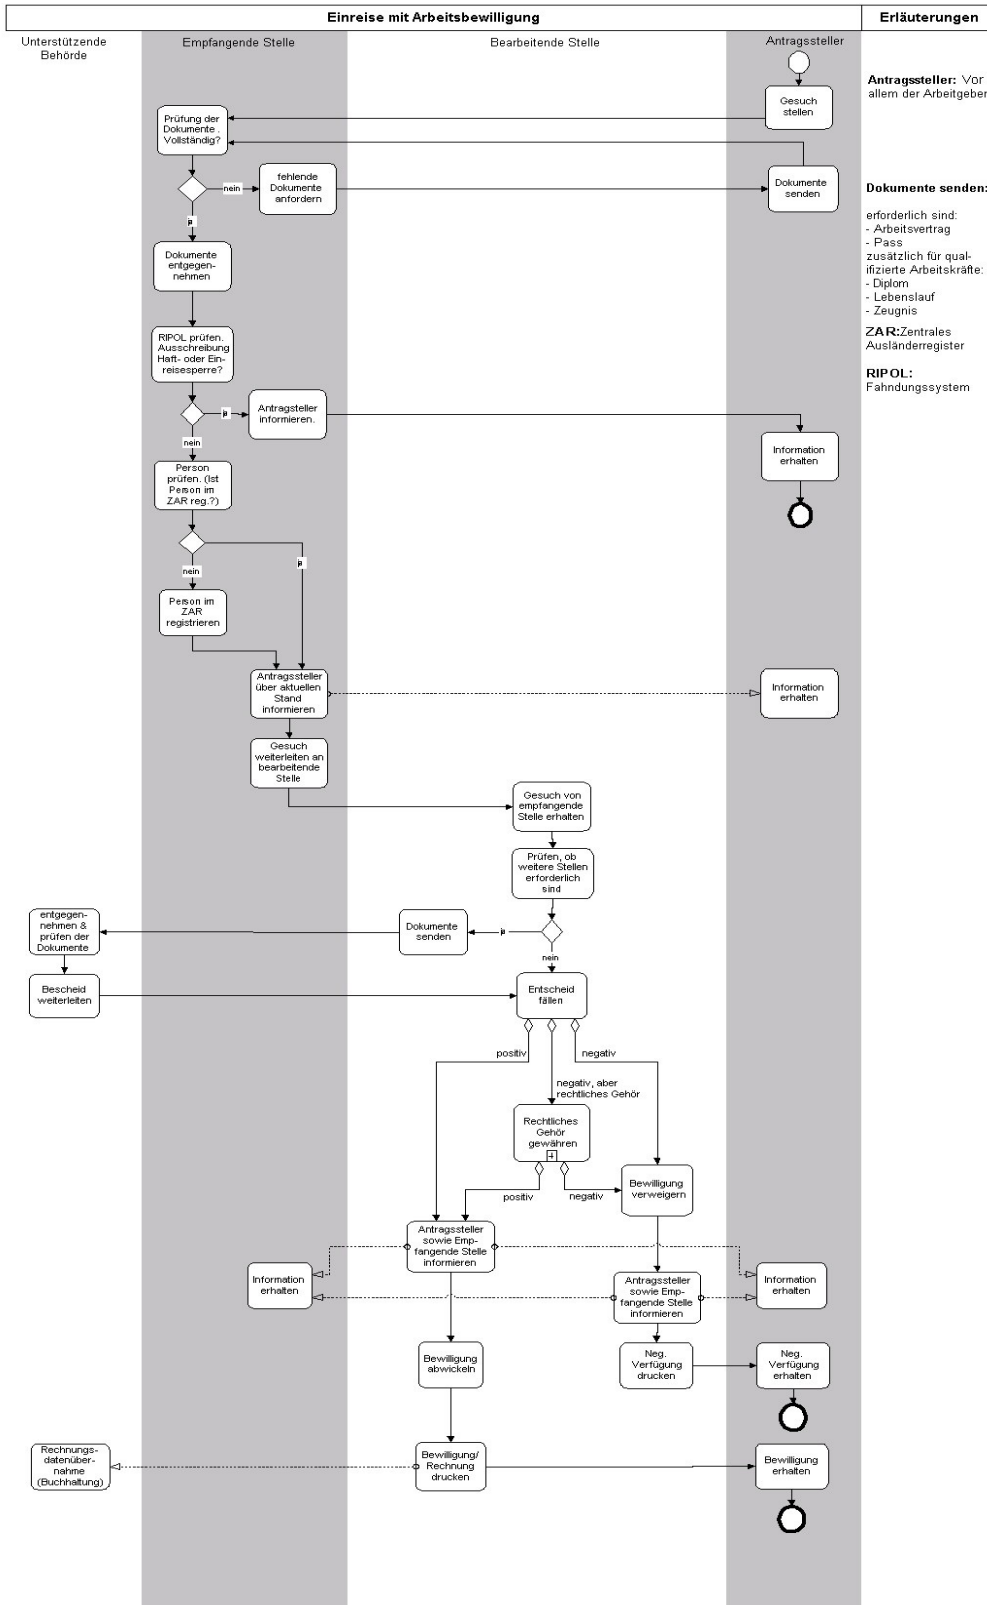 Einreise mit Arbeitsbewilligung
Erläuterungen
Unterstützende
Behörde
Empfangende Stelle
Bearbeitende Stelle
Antragssteller
Gesuch
stellen
Antragssteller: Vor
allem der Arbeitgeber
Prüfung der
Dokumente .
Vollständig?
nein
fehlende
Dokumente
anfordern
Dokumente
senden
Dokumente senden:
erforderlich sind:
- Arbeitsvertrag
- Pass
zusätzlich für qual-
ifizierte Arbeitskräfte:
- Diplom
- Lebenslauf
- Zeugnis
ZAR:Zentrales
Ausländerregister
RIPOL:
Fahndungssystem
ja
Dokumente
entgegen-
nehmen
RIPOL prüfen.
Ausschreibung
Haft- oder Ein-
reisesperre?
ja
Antragsteller
informieren.
Information
erhalten
nein
Person
prüfen. (Ist
Person im
ZAR reg.?)
ja
nein
Person im
ZAR
registrieren
Antragssteller
über aktuellen
Stand
informieren
Information
erhalten
Gesuch
weiterleiten an
bearbeitende
Stelle
Gesuch von
empfangende
Stelle erhalten
Prüfen, ob
weitere Stellen
erforderlich
sind
entgegen-
nehmen &
prüfen der
Dokumente
Dokumente
senden
ja
nein
Bescheid
weiterleiten
Entscheid
fällen
positiv
negativ
negativ, aber
rechtliches Gehör
Rechtliches
Gehör
gewähren
positiv
negativ
Bewilligung
verweigern
Antragssteller
sowie Emp-
fangende Stelle
informieren
Information
erhalten
Antragssteller
sowie Emp-
fangende Stelle
informieren
Information
erhalten
Bewilligung
abwickeln
Neg.
Verfügung
drucken
Neg.
Verfügung
erhalten
Rechnungs-
datenüber-
nahme
(Buchhaltung)
Bewilligung/
Rechnung
drucken
Bewilligung
erhalten